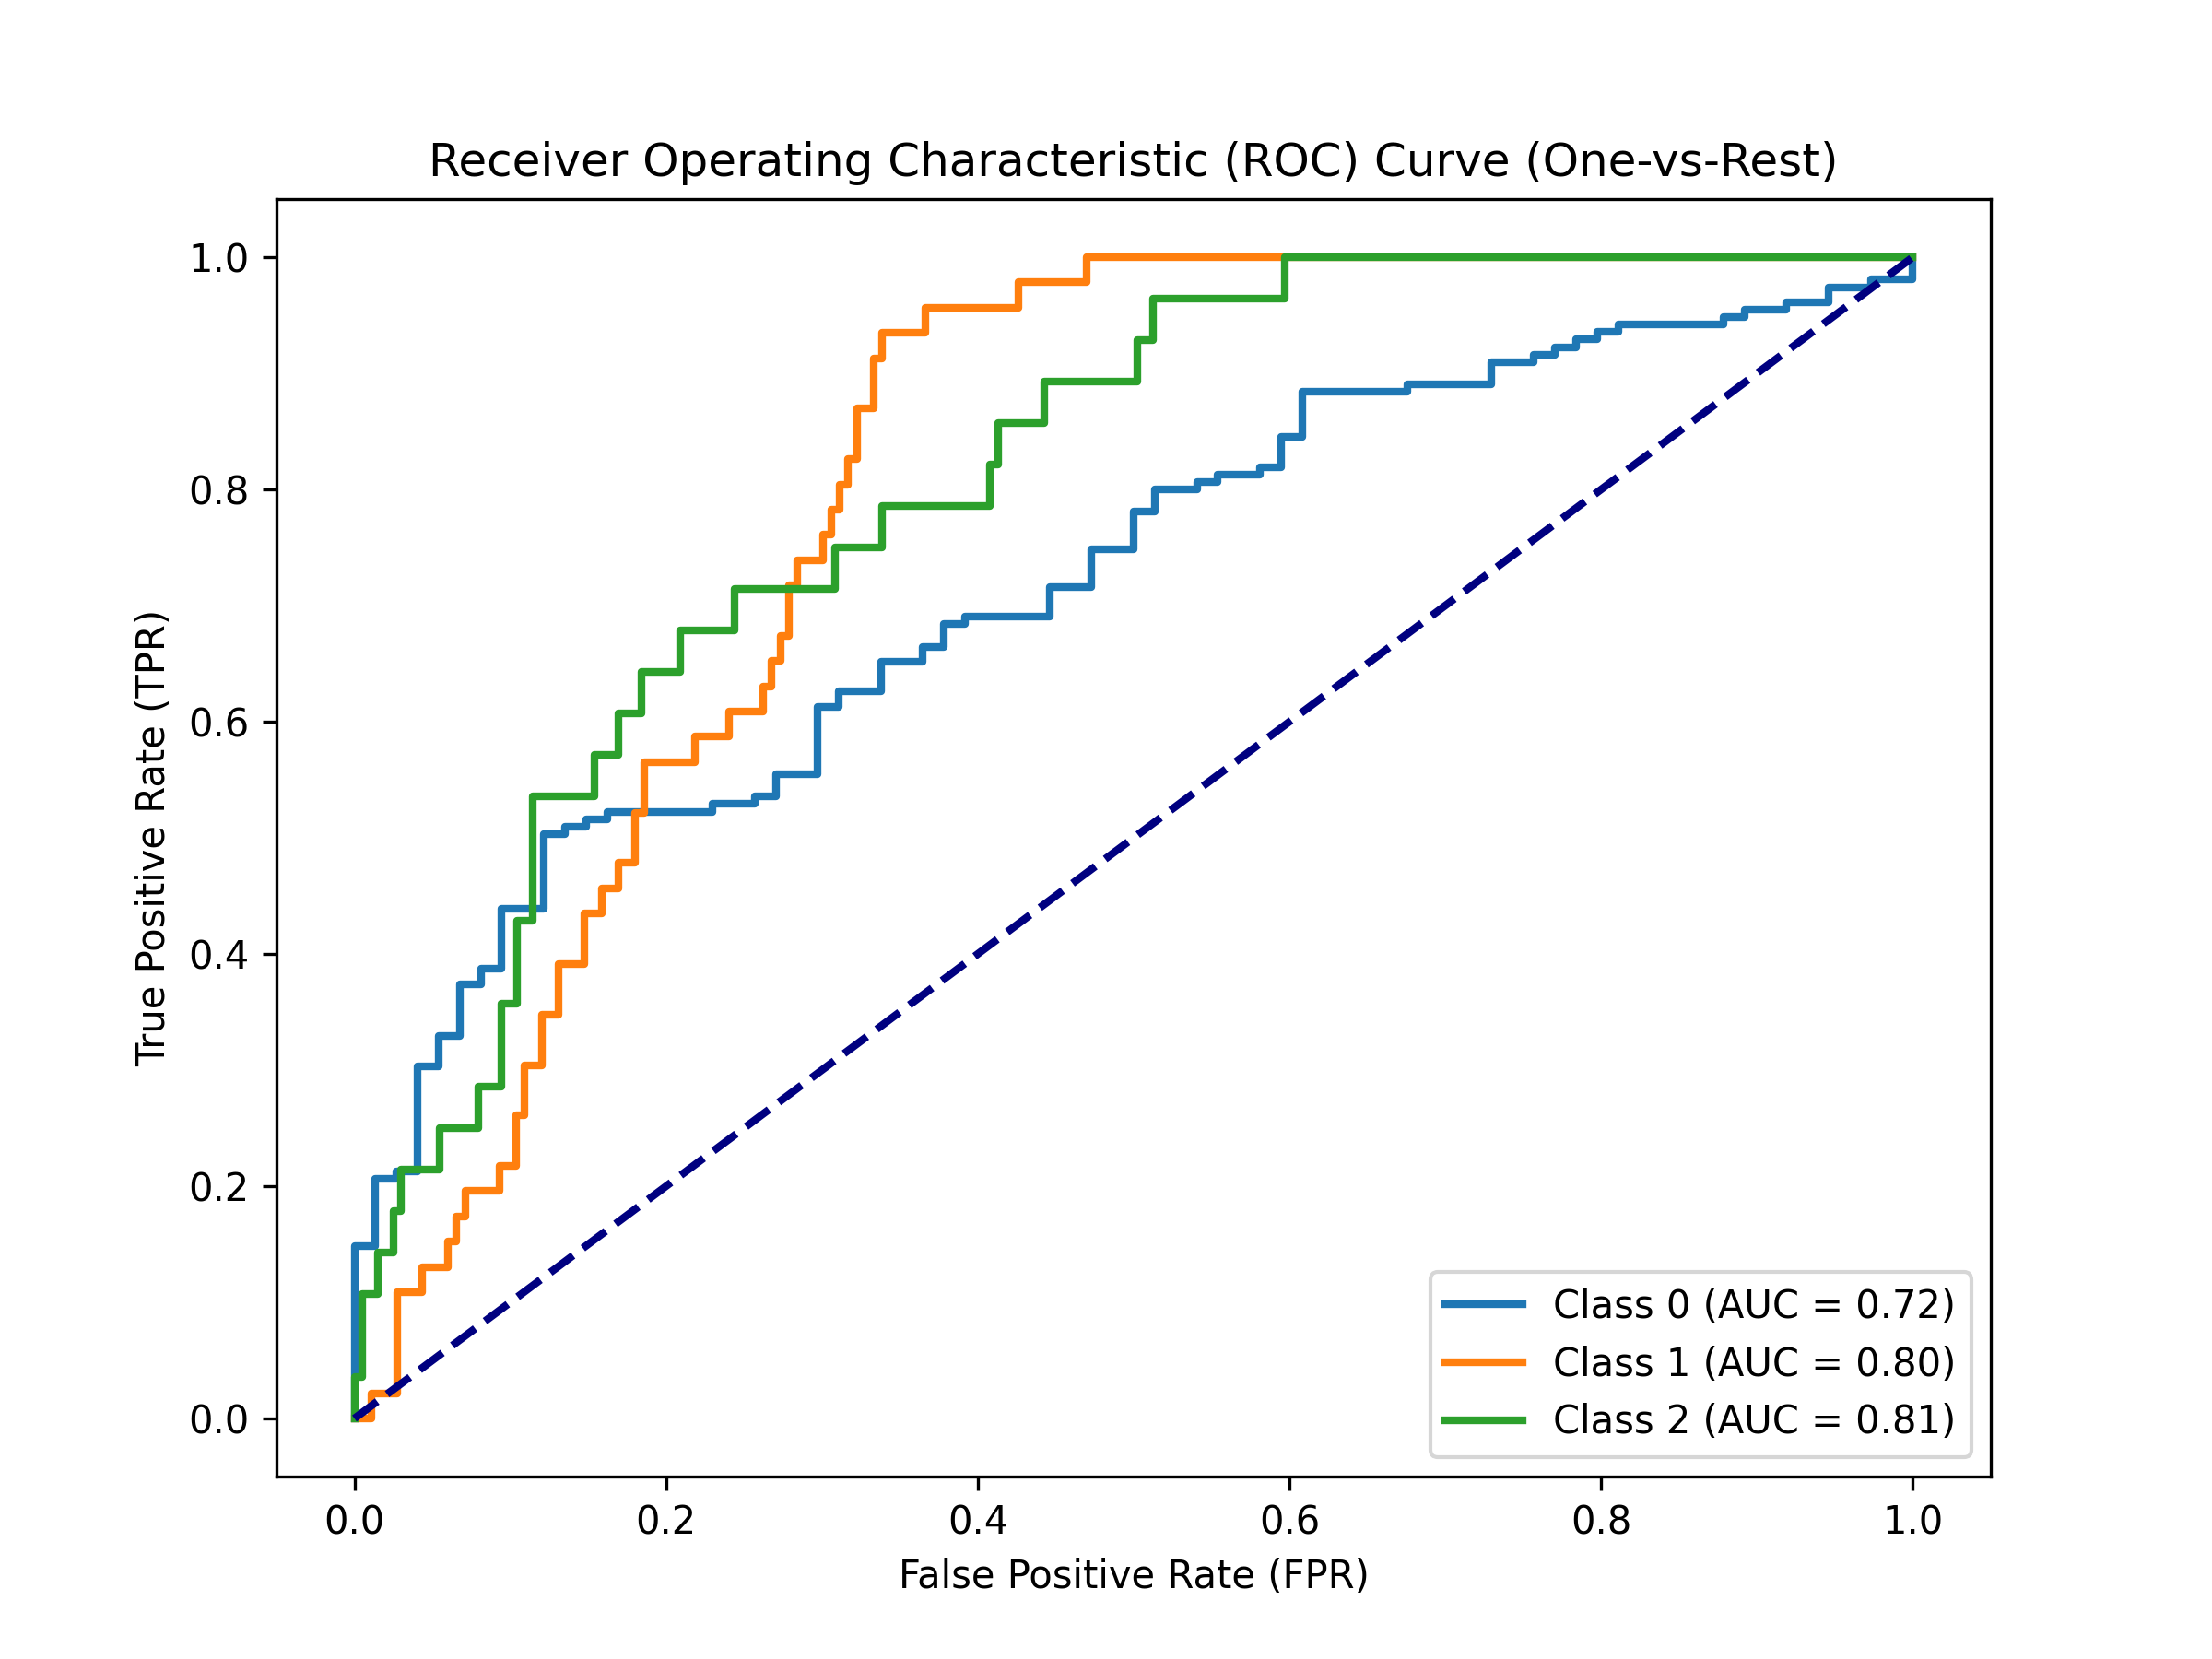 Receiver Operating Characteristic (ROC) Curve (One-vs-Rest)
True Positive Rate (TPR)
1.0
0.8
0.6
0.4
0.2
0.0
Class 0 (AUC = 0.72)
Class 1 (AUC = 0.80)
Class 2 (AUC = 0.81)
0.0 0.2 0.4 0.6 0.8 1.0
False Positive Rate (FPR)